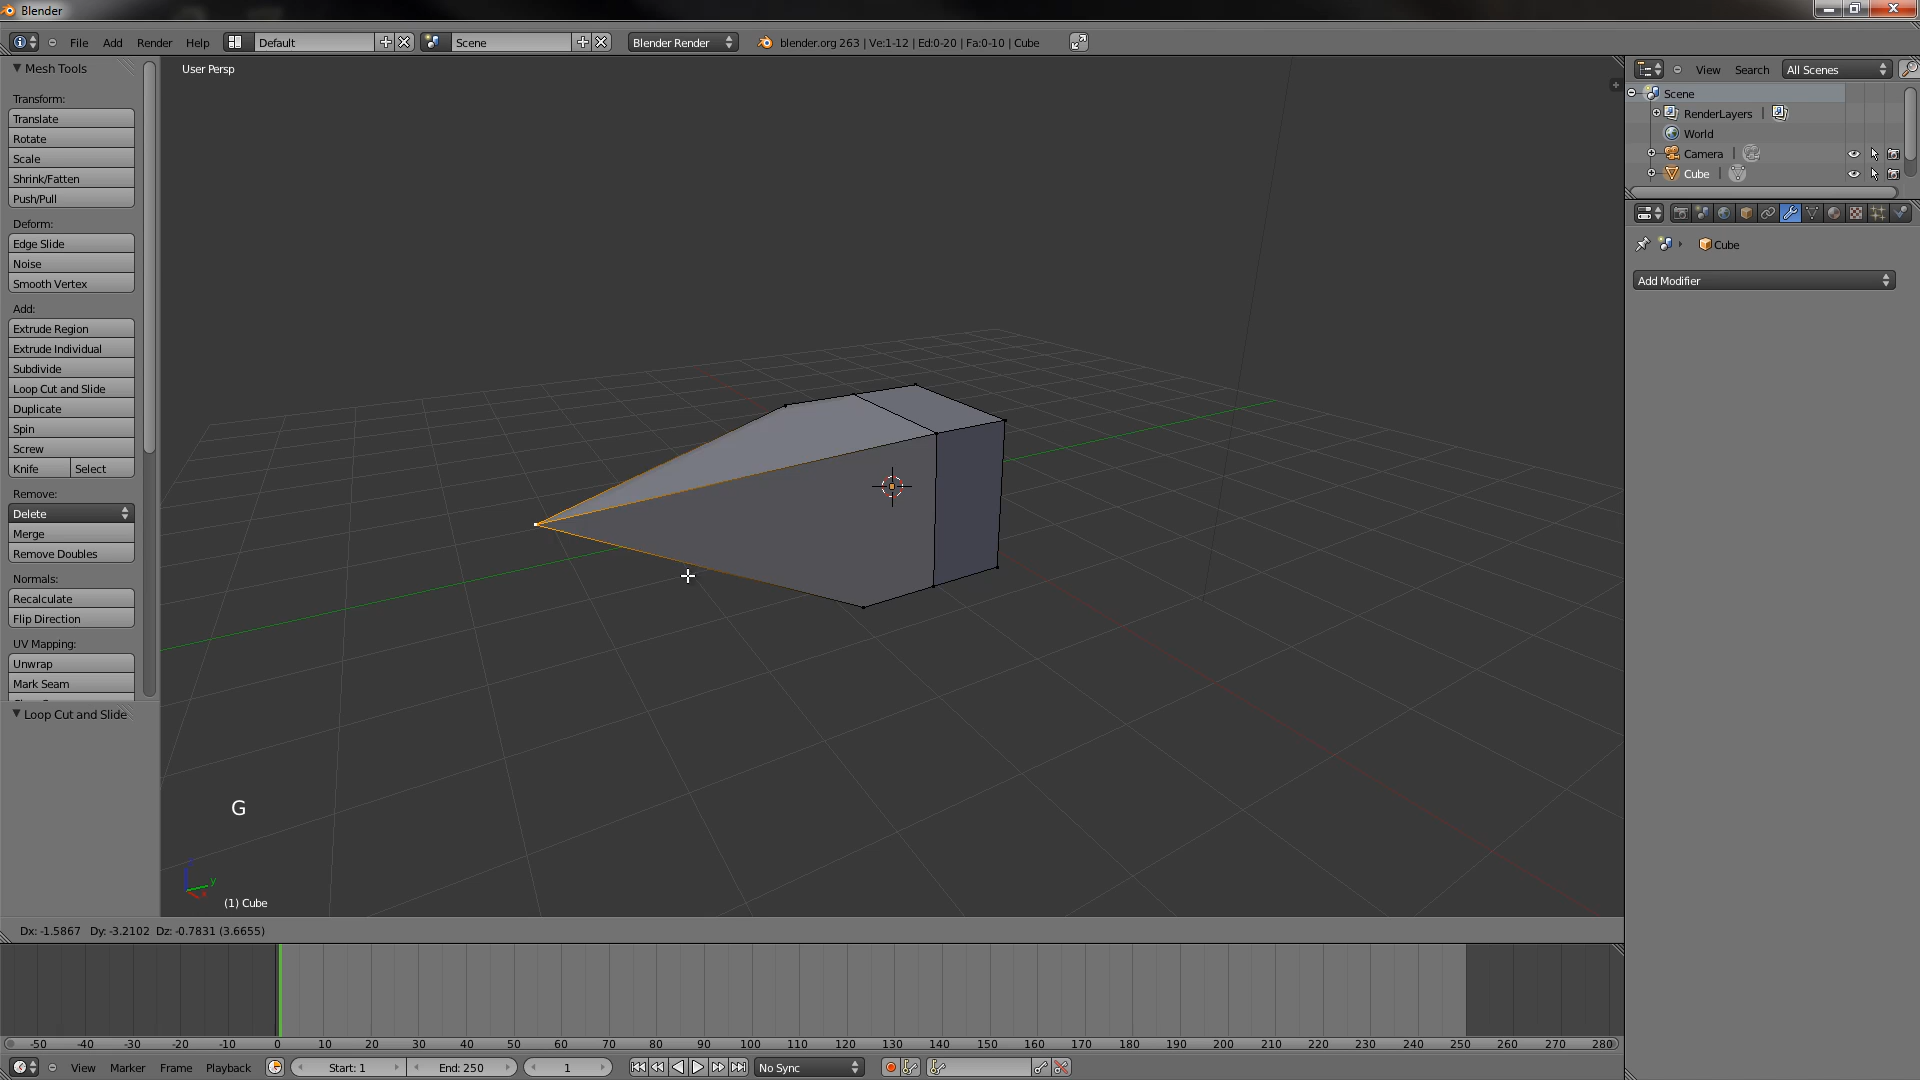 Blender
File Add Render Help Default Scene Blender Render blender.org 263 | Ve:1-12 | Ed:0-20 | Fa:0-10 | Cube
Mesh Tools
Transform:
Translate
Rotate
Scale
Shrink/Fatten
Push/Pull
Deform:
Edge Slide
Noise
Smooth Vertex
Add:
Extrude Region
Extrude Individual
Subdivide
Loop Cut and Slide
Duplicate
Spin
Screw
Knife Select
Remove:
Delete
Merge
Remove Doubles
Normals:
Recalculate
Flip Direction
UV Mapping:
Unwrap
Mark Seam
Loop Cut and Slide
User Persp
G
y
(1) Cube
Dx: -1.5867 Dy: -3.2102 Dz: -0.7831 (3.6655)
View Search All Scenes
Scene
RenderLayers |
World
Camera |
Cube |
Cube
Add Modifier
-50 -40 -30 -20 -10 0 10 20 30 40 50 60 70 80 90 100 110 120 130 140 150 160 170 180 190 200 210 220 230 240 250 260 270 280
View Marker Frame Playback Start: 1 End: 250 1 No Sync